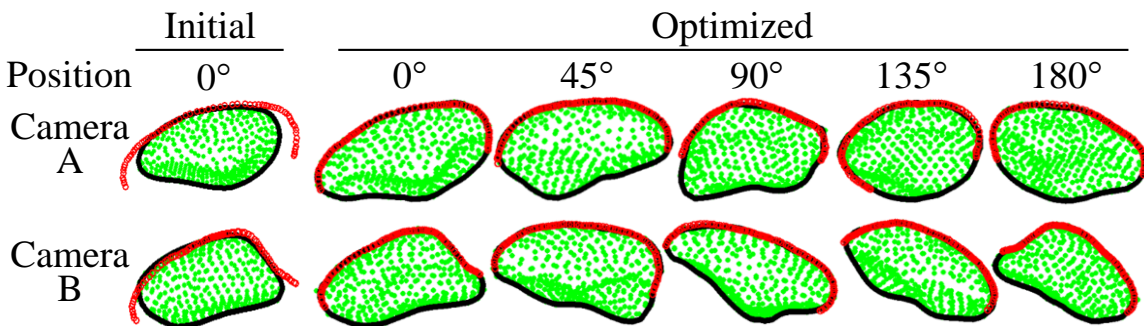 Initial Optimized
Position 0° 0° 45° 90° 135° 180°
Camera
A
Camera
B